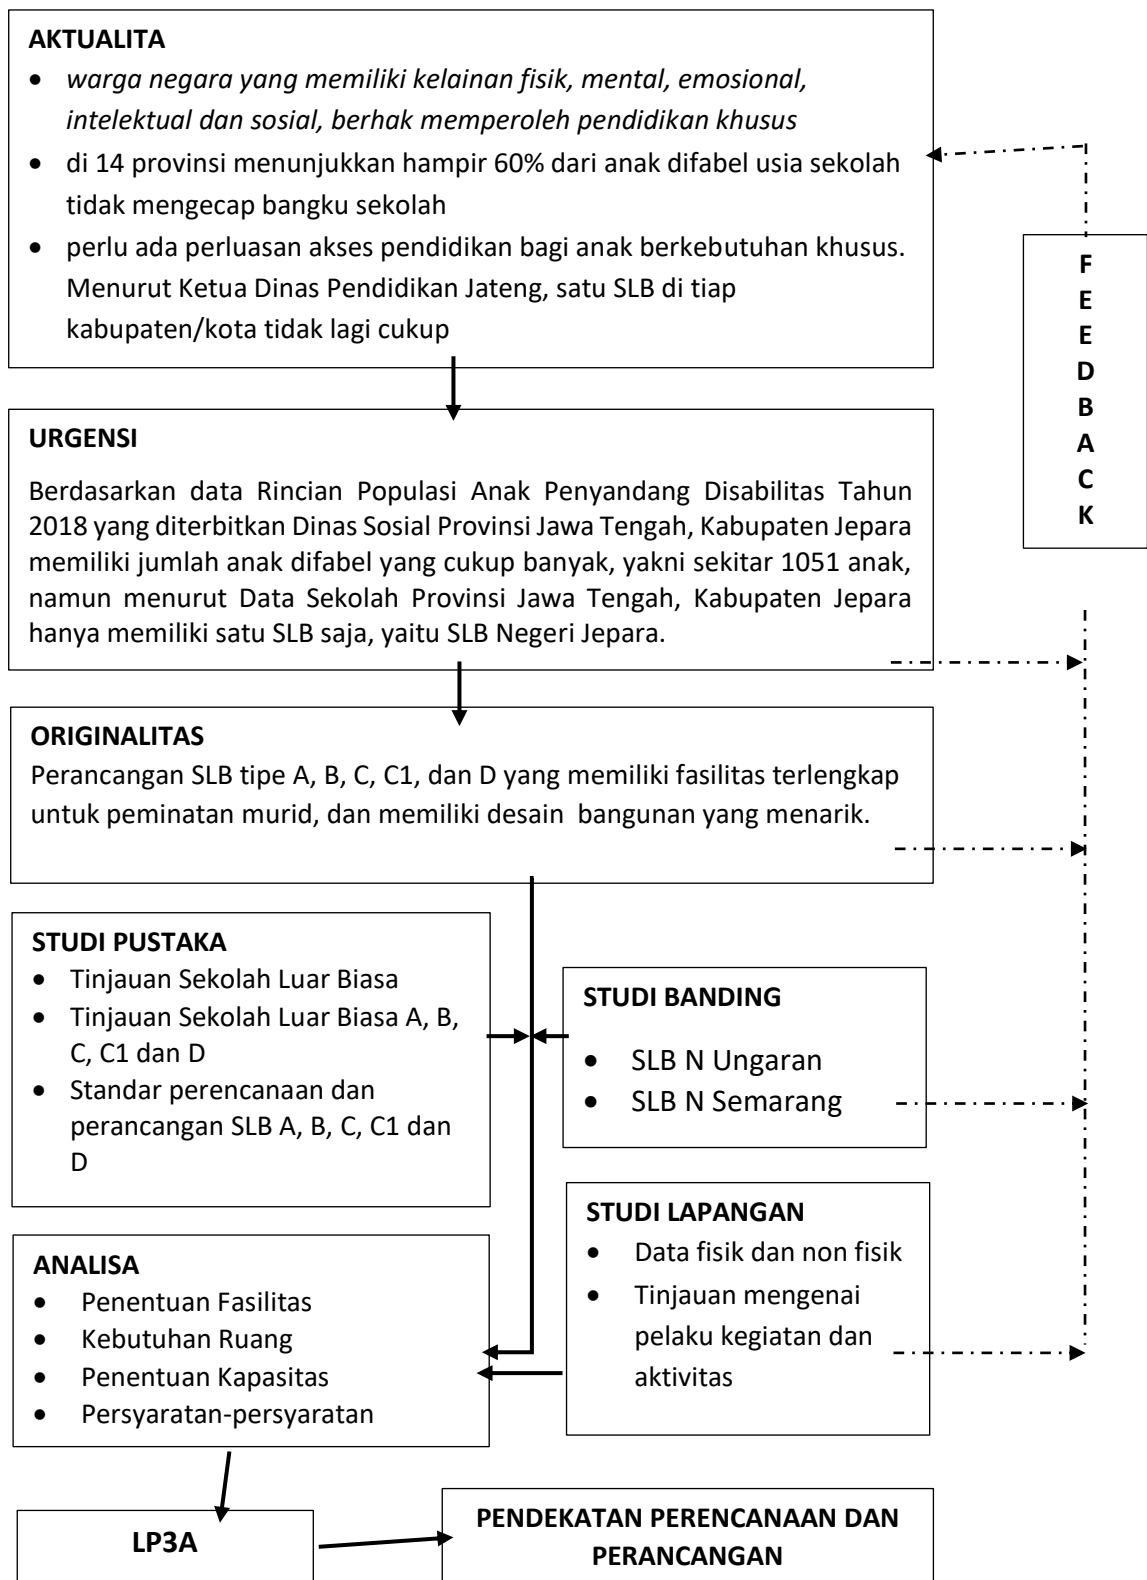 AKTUALITA
• warga negara yang memiliki kelainan fisik, mental, emosional,
intelektual dan sosial, berhak memperoleh pendidikan khusus
• di 14 provinsi menunjukkan hampir 60% dari anak difabel usia sekolah
tidak mengecap bangku sekolah
• perlu ada perluasan akses pendidikan bagi anak berkebutuhan khusus.
Menurut Ketua Dinas Pendidikan Jateng, satu SLB di tiap
kabupaten/kota tidak lagi cukup
F
E
E
D
B
A
C
K
URGENSI
Berdasarkan data Rincian Populasi Anak Penyandang Disabilitas Tahun
2018 yang diterbitkan Dinas Sosial Provinsi Jawa Tengah, Kabupaten Jepara
memiliki jumlah anak difabel yang cukup banyak, yakni sekitar 1051 anak,
namun menurut Data Sekolah Provinsi Jawa Tengah, Kabupaten Jepara
hanya memiliki satu SLB saja, yaitu SLB Negeri Jepara.
ORIGINALITAS
Perancangan SLB tipe A, B, C, C1, dan D yang memiliki fasilitas terlengkap
untuk peminatan murid, dan memiliki desain bangunan yang menarik.
STUDI PUSTAKA
• Tinjauan Sekolah Luar Biasa
• Tinjauan Sekolah Luar Biasa A, B,
C, C1 dan D
• Standar perencanaan dan
perancangan SLB A, B, C, C1 dan
D
STUDI BANDING
• SLB N Ungaran
• SLB N Semarang
STUDI LAPANGAN
• Data fisik dan non fisik
• Tinjauan mengenai
pelaku kegiatan dan
aktivitas
ANALISA
• Penentuan Fasilitas
• Kebutuhan Ruang
• Penentuan Kapasitas
• Persyaratan-persyaratan
LP3A
PENDEKATAN PERENCANAAN DAN
PERANCANGAN